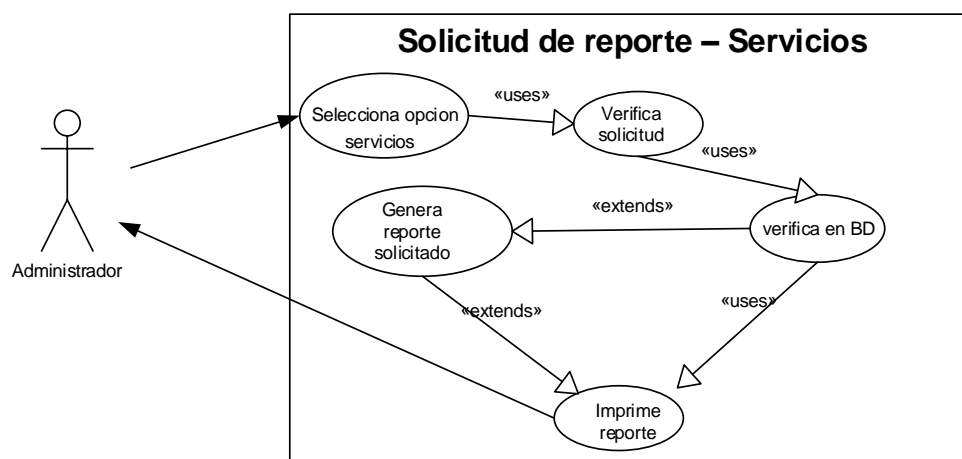 Solicitud de reporte – Servicios
Selecciona opcion
servicios
«uses»
Verifica
solicitud
«uses»
Genera
reporte
solicitado
«extends»
verifica en BD
Administrador
«extends»
«uses»
Imprime
reporte